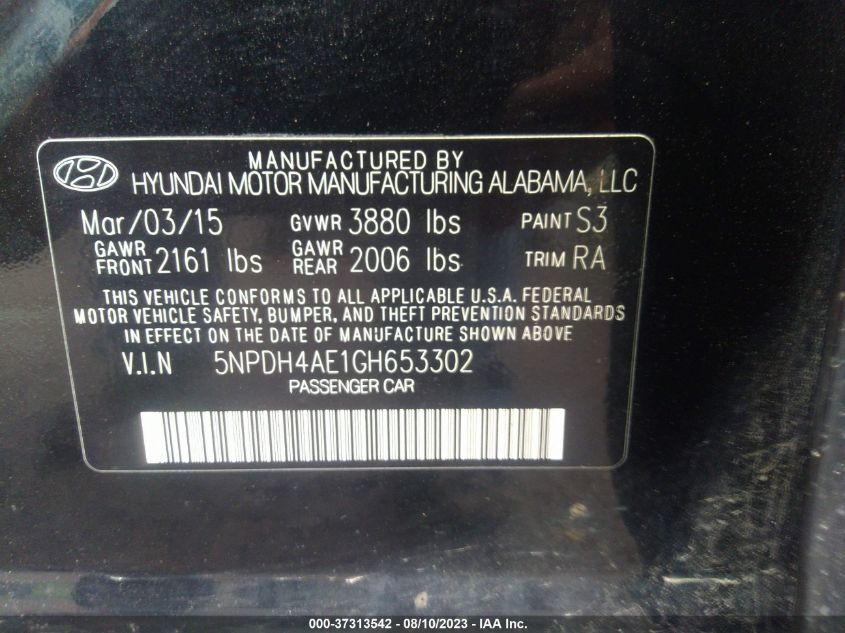 MANUFACTURED BY
HYUNDAI MOTOR MANUFACTURING ALABAMA, LLC
Mar/03/15 GVWR 3880 lbs PAINT S3
GAWR FRONT 2161 lbs GAWR REAR 2006 lbs TRIM RA
THIS VEHICLE CONFORMS TO ALL APPLICABLE U.S.A. FEDERAL
MOTOR VEHICLE SAFETY, BUMPER, AND THEFT PREVENTION STANDARDS
IN EFFECT ON THE DATE OF MANUFACTURE SHOWN ABOVE
V.I.N 5NPDH4AE1GH653302
PASSENGER CAR
000-37313542 - 08/10/2023 - IAA Inc.